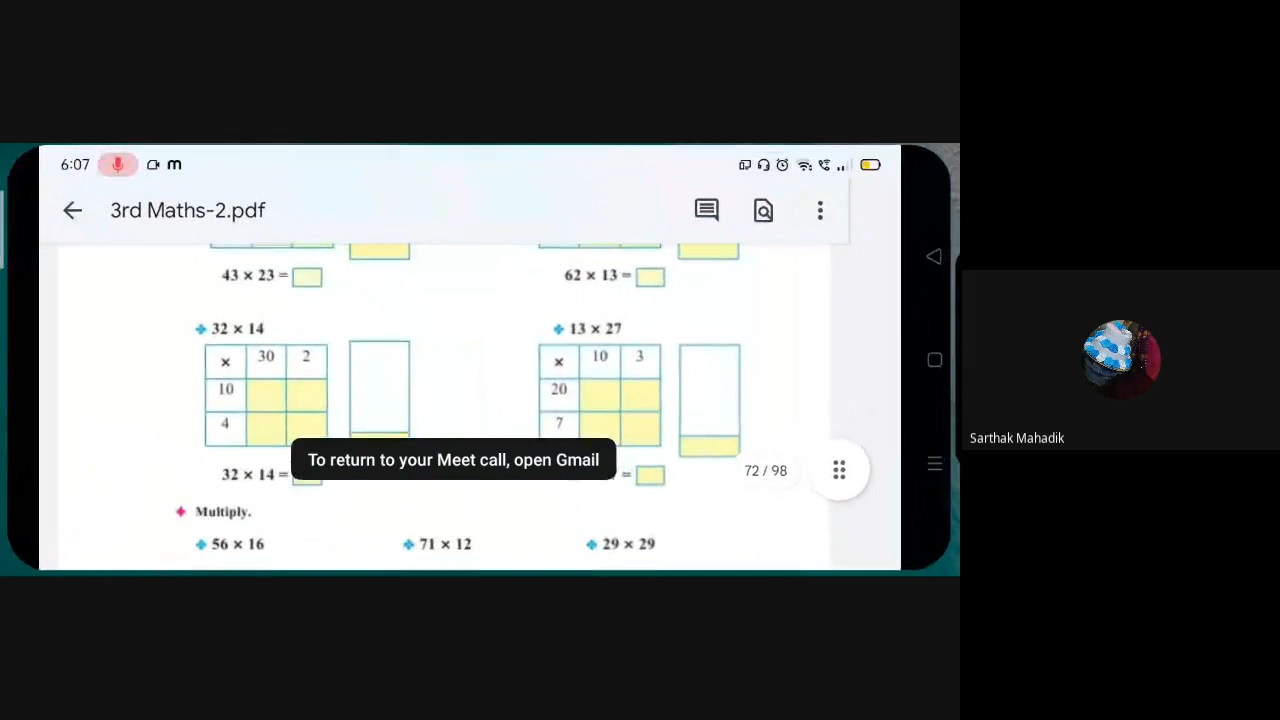 6:07 m
3rd Maths-2.pdf
43 × 23 =
62 × 13 =
32 × 14
13 × 27
× 30 2
10
4
× 10 3
20
7
To return to your Meet call, open Gmail
32 × 14 =
=
72 / 98
Multiply.
56 × 16
71 × 12
29 × 29
Sarthak Mahadik